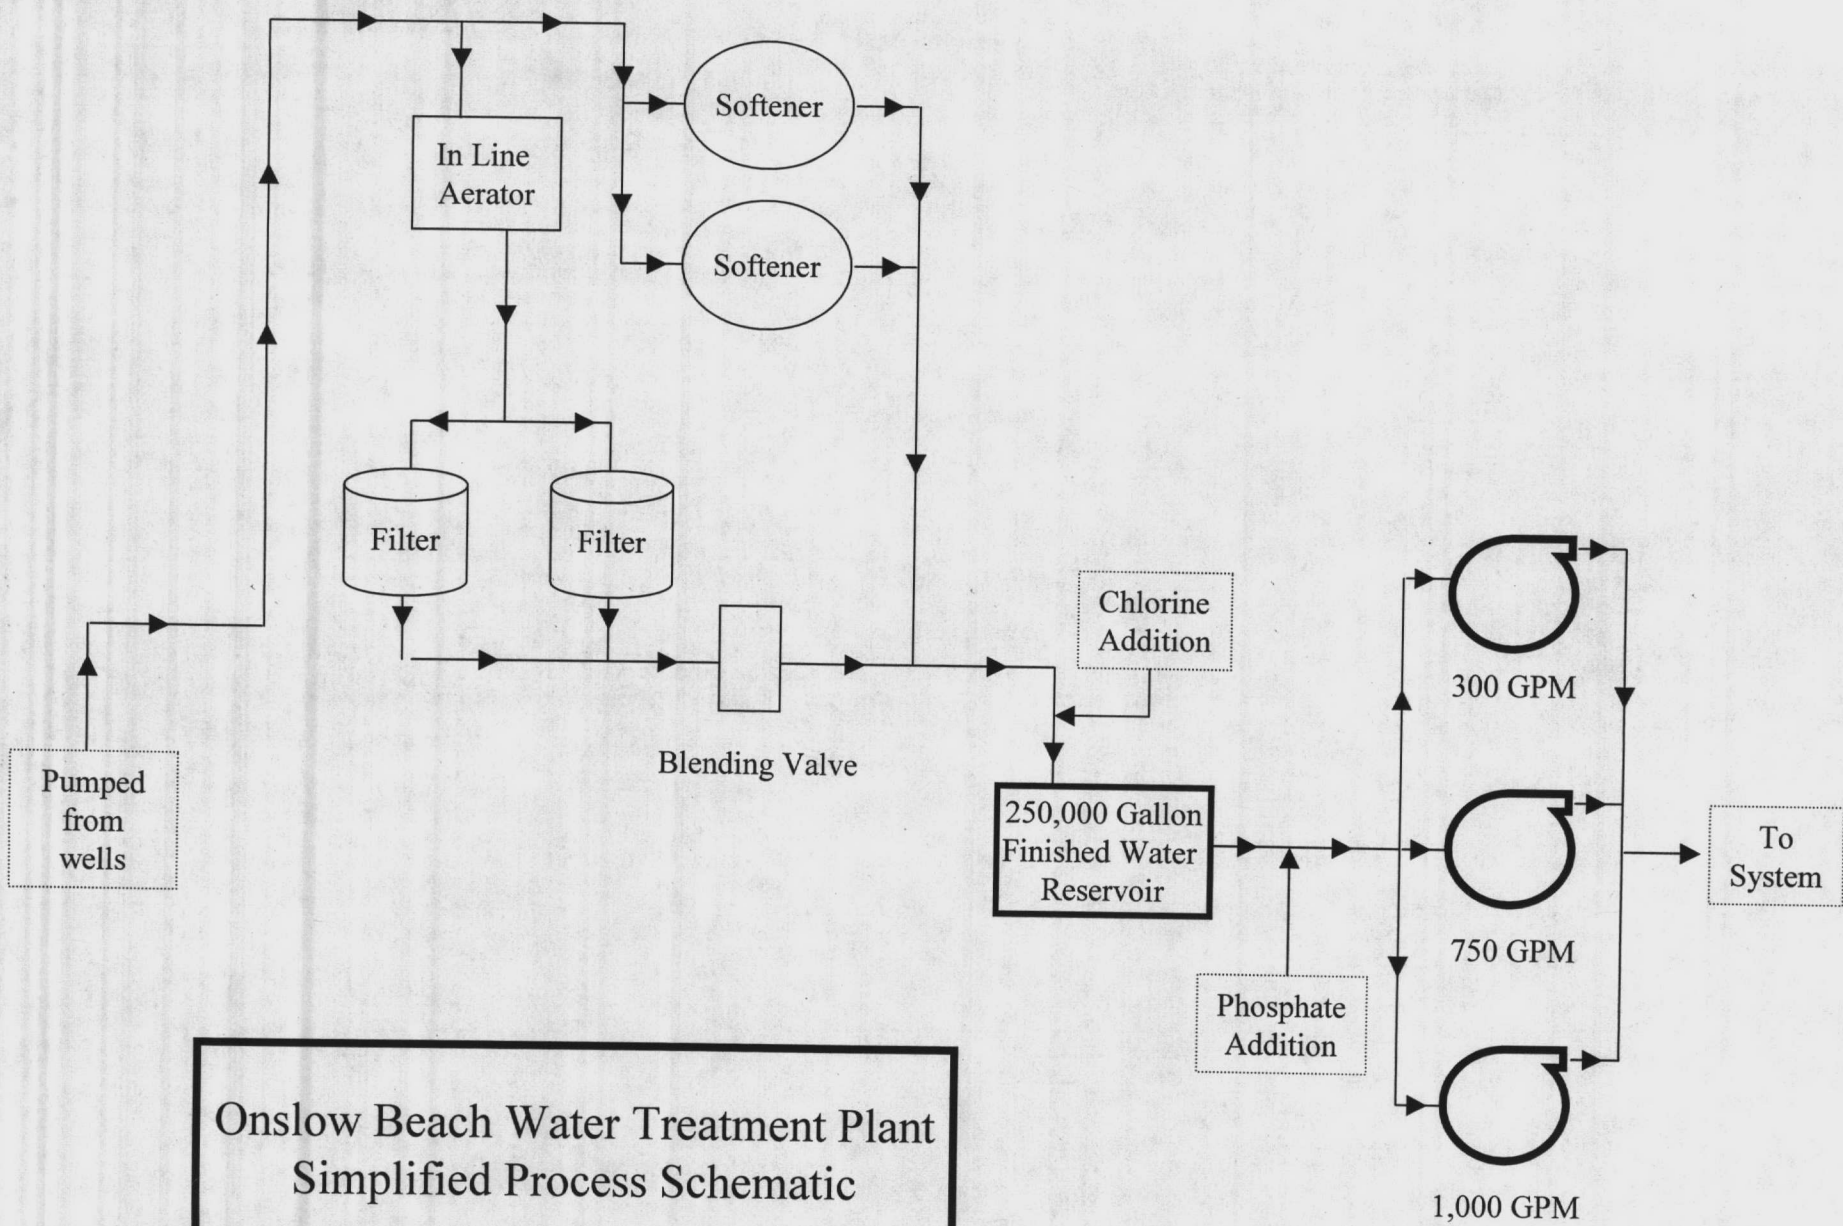 Softener
In Line
Aerator
Softener
Filter
Filter
Chlorine
Addition
300 GPM
Blending Valve
Pumped
from
wells
250,000 Gallon
Finished Water
Reservoir
To
System
750 GPM
Phosphate
Addition
Onslow Beach Water Treatment Plant
Simplified Process Schematic
1,000 GPM